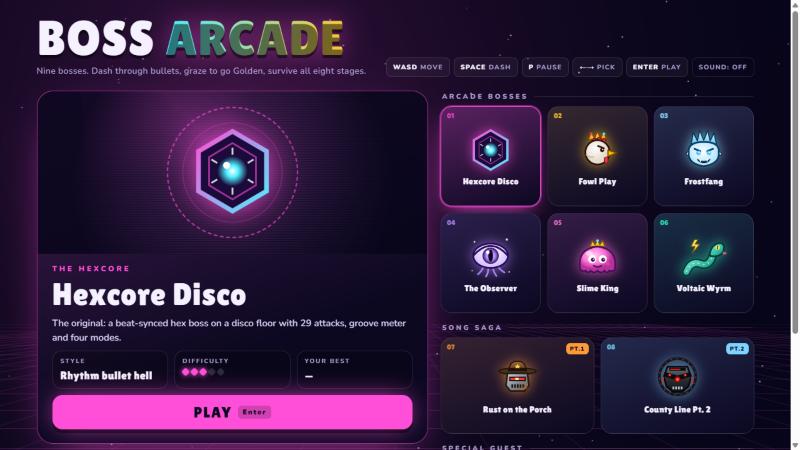 BOSS ARCADE
Nine bosses. Dash through bullets, graze to go Golden, survive all eight stages.
WASD MOVE
SPACE DASH
P PAUSE
←→ PICK
ENTER PLAY
SOUND: OFF
THE HEXCORE
Hexcore Disco
The original: a beat-synced hex boss on a disco floor with 29 attacks, groove meter
and four modes.
STYLE
Rhythm bullet hell
DIFFICULTY
YOUR BEST
—
PLAY Enter
ARCADE BOSSES
01
Hexcore Disco
02
Fowl Play
03
Frostfang
04
The Observer
05
Slime King
06
Voltaic Wyrm
SONG SAGA
07
PT.1
Rust on the Porch
08
PT.2
County Line Pt. 2
SPECIAL GUEST